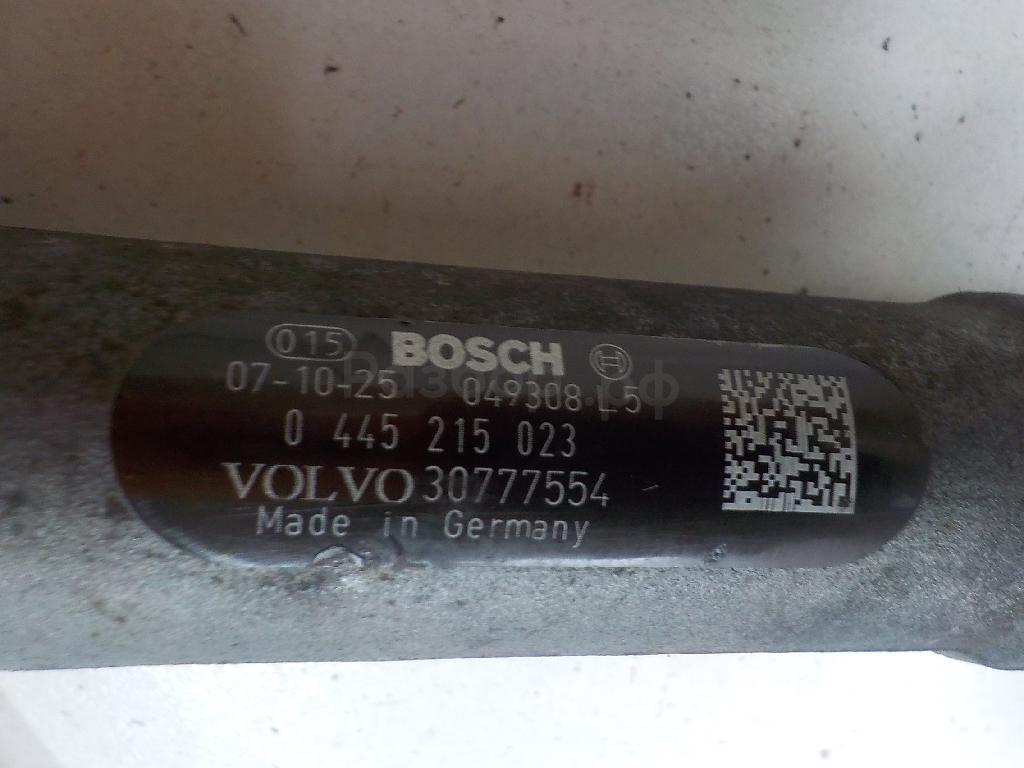 015 BOSCH
07-10-25 049308 L5
0 445 215 023
VOLVO 30777554
Made in Germany